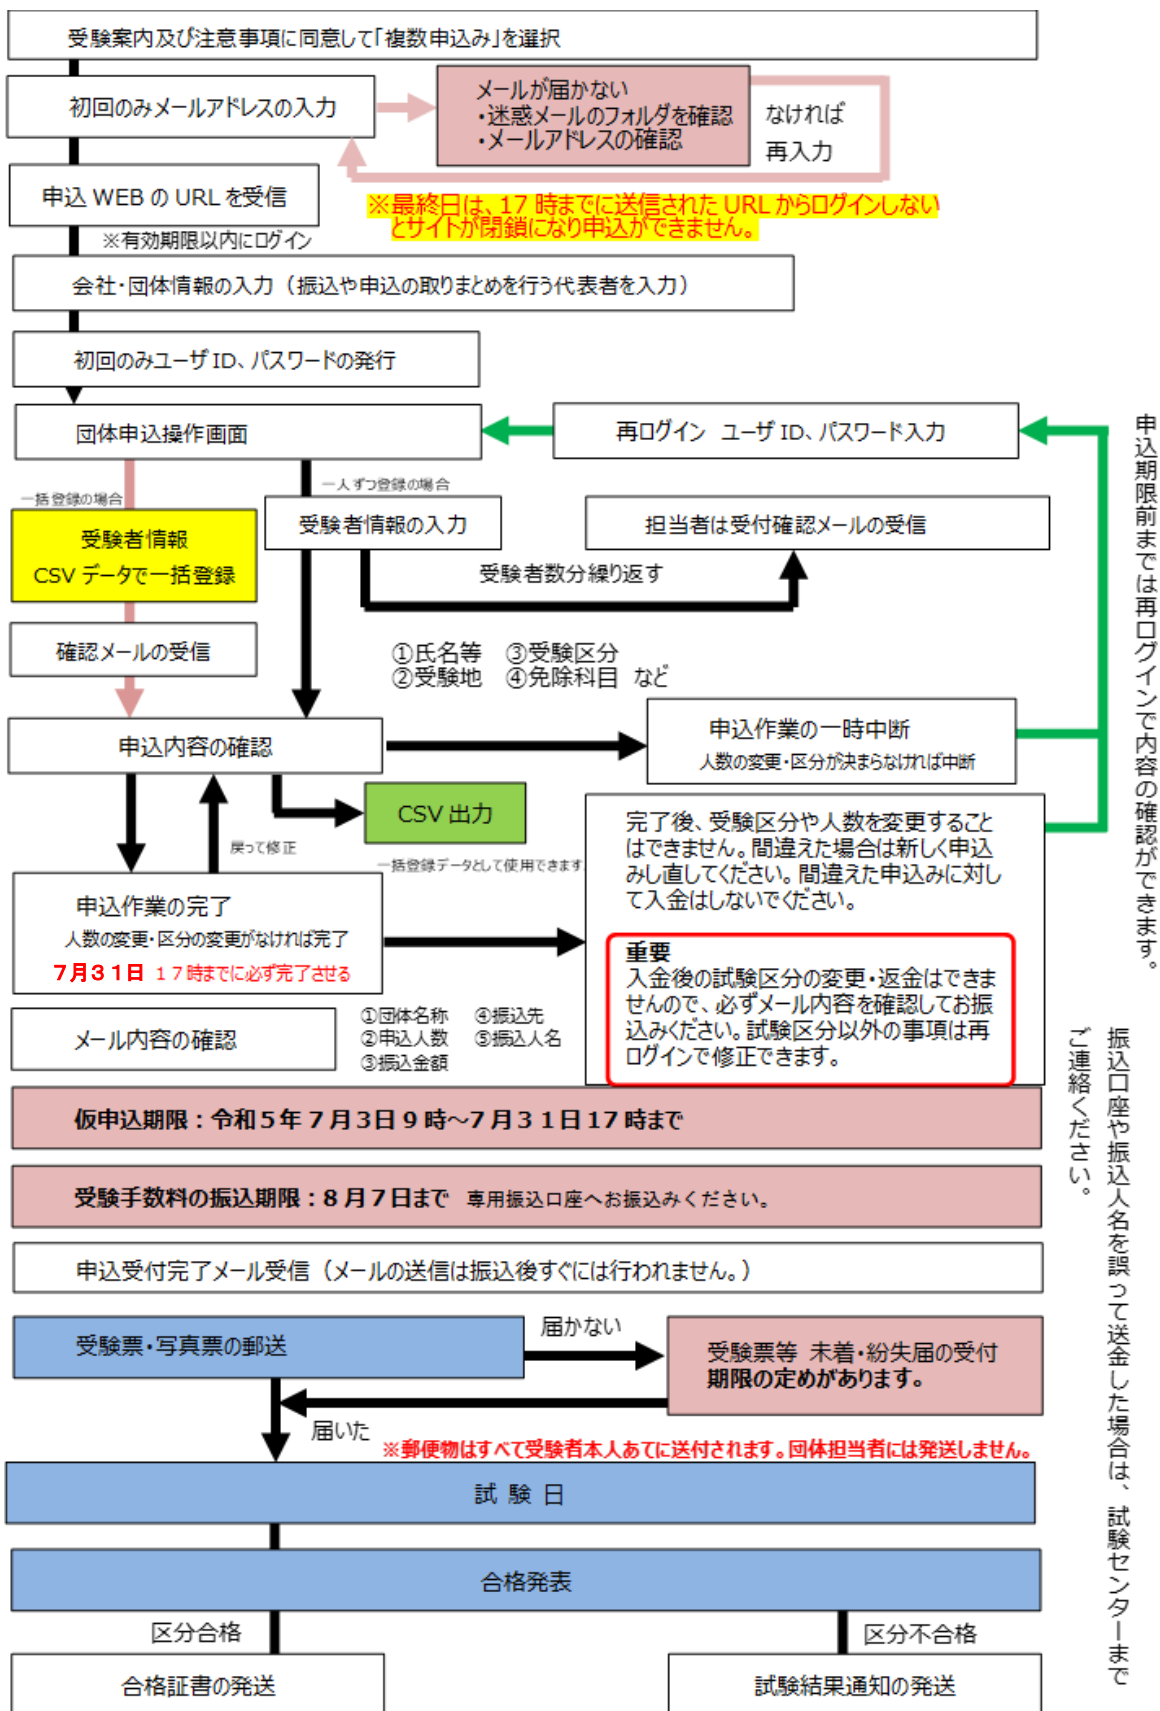 受験案内及び注意事項に同意して「複数申込み」を選択
初回のみメールアドレスの入力
メールが届かない
・迷惑メールのフォルダを確認
・メールアドレスの確認
なければ
再入力
申込 WEB の URL を受信
※最終日は、17 時までに送信された URL からログインしない
とサイトが閉鎖になり申込ができません。
※有効期限以内にログイン
会社・団体情報の入力（振込や申込の取りまとめを行う代表者を入力）
初回のみユーザ ID、パスワードの発行
団体申込操作画面
再ログイン ユーザ ID、パスワード入力
一括登録の場合
一人ずつ登録の場合
受験者情報
CSV データで一括登録
受験者情報の入力
担当者は受付確認メールの受信
受験者数分繰り返す
確認メールの受信
①氏名等 ③受験区分
②受験地 ④免除科目 など
申込内容の確認
申込作業の一時中断
人数の変更・区分が決まらなければ中断
CSV 出力
戻って修正
一括登録データとして使用できます
申込作業の完了
人数の変更・区分の変更がなければ完了
7月31日 17時までに必ず完了させる
完了後、受験区分や人数を変更すること
はできません。間違えた場合は新しく申込
みし直してください。間違えた申込みに対し
て入金はしないでください。
重要
入金後の試験区分の変更・返金はできま
せんので、必ずメール内容を確認してお振
込みください。試験区分以外の事項は再
ログインで修正できます。
メール内容の確認
①団体名称 ④振込先
②申込人数 ⑤振込人名
③振込金額
申込期限前までは再ログインで内容の確認ができます。
振込口座や振込人名を誤って送金した場合は、試験センターまで
ご連絡ください。
仮申込期限：令和５年７月３日９時～７月３１日17時まで
受験手数料の振込期限：８月７日まで 専用振込口座へお振込みください。
申込受付完了メール受信（メールの送信は振込後すぐには行われません。）
受験票・写真票の郵送
届かない
受験票等 未着・紛失届の受付
期限の定めがあります。
届いた
※郵便物はすべて受験者本人あてに送付されます。団体担当者には発送しません。
試 験 日
合格発表
区分合格
区分不合格
合格証書の発送
試験結果通知の発送